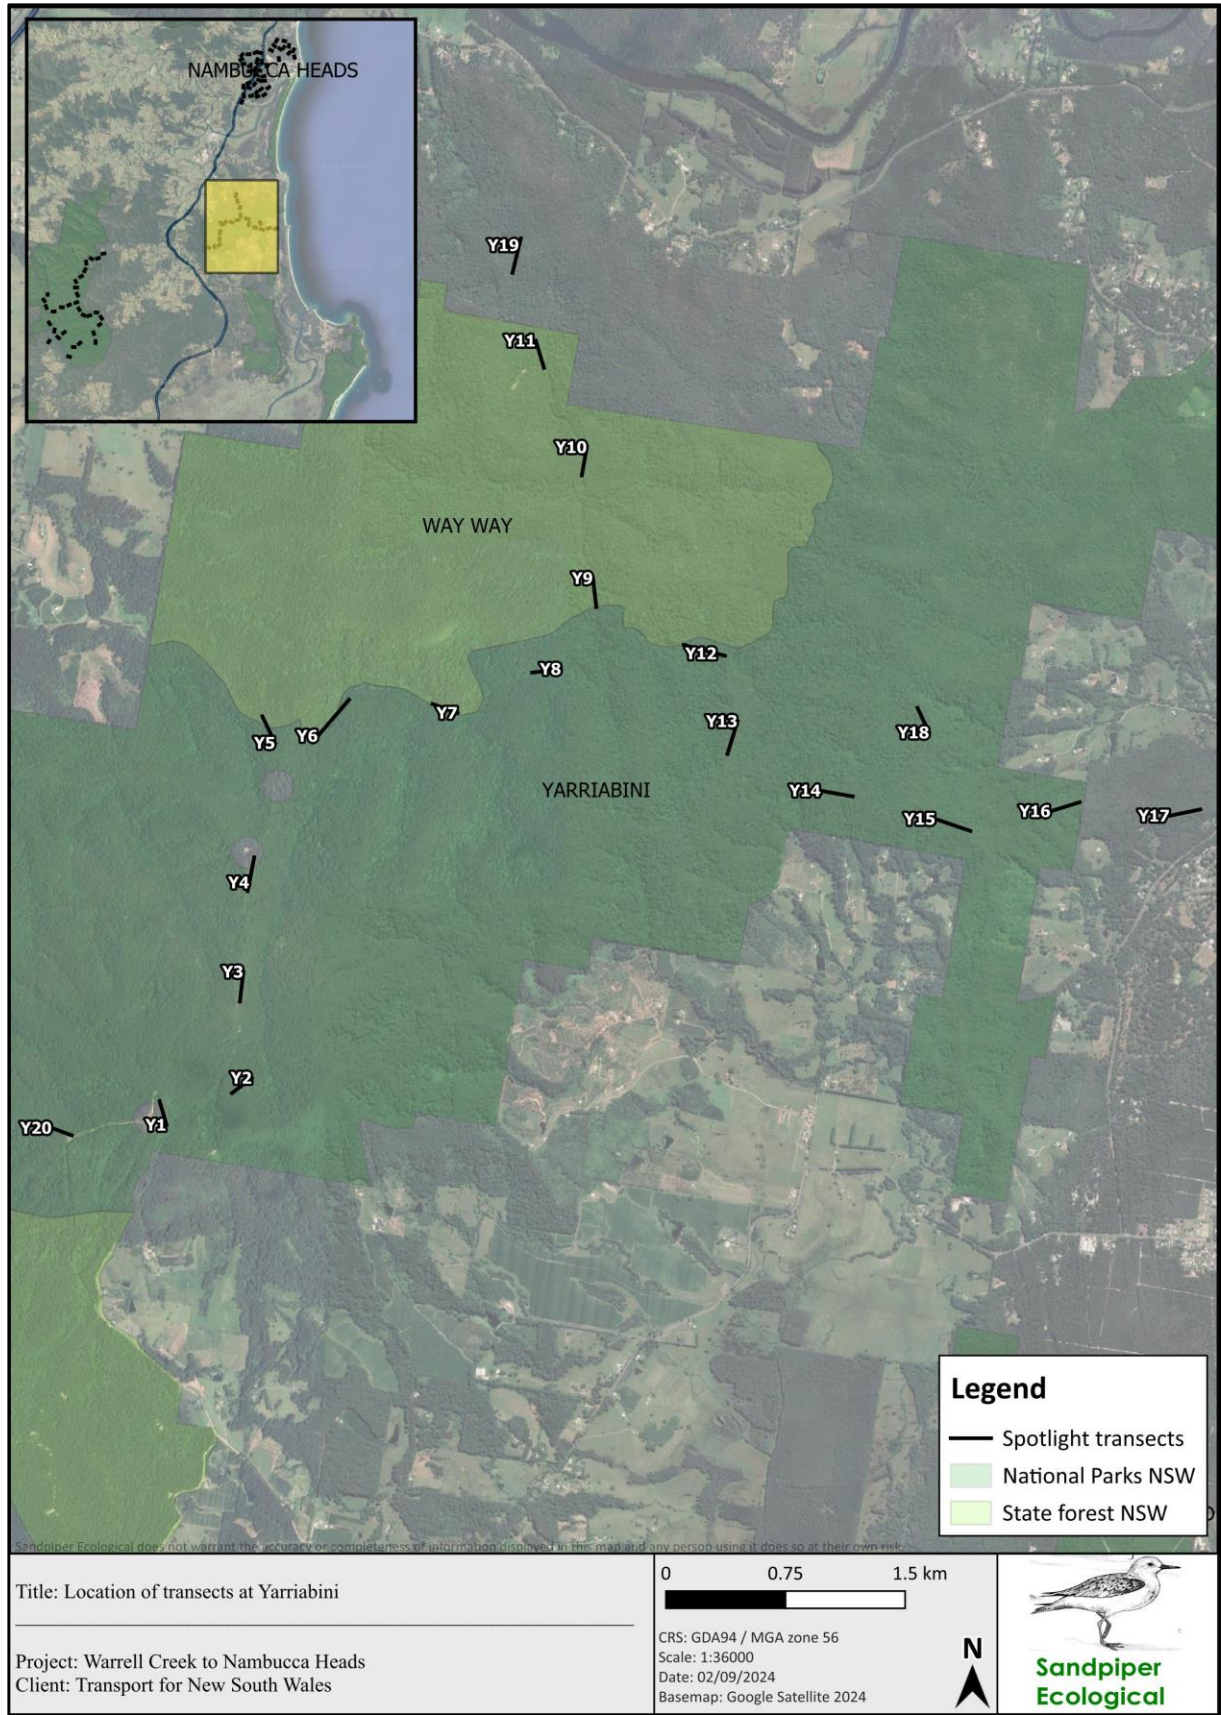 NAMBUCCA HEADS
Y19
Y11
Y10
WAY WAY
Y9
Y12
Y8
Y7
Y5
Y6
Y13
Y18
YARRIABINI
Y14
Y15
Y16
Y17
Y4
Y3
Y2
Y20
Y1
Legend
Spotlight transects
National Parks NSW
State forest NSW
Sandpiper Ecological does not warrant the accuracy or completeness of information displayed in this map and any person using it does so at their own risk.
Title: Location of transects at Yarriabini
Project: Warrell Creek to Nambucca Heads
Client: Transport for New South Wales
0 0.75 1.5 km
CRS: GDA94 / MGA zone 56
Scale: 1:36000
Date: 02/09/2024
Basemap: Google Satellite 2024
N
Sandpiper
Ecological